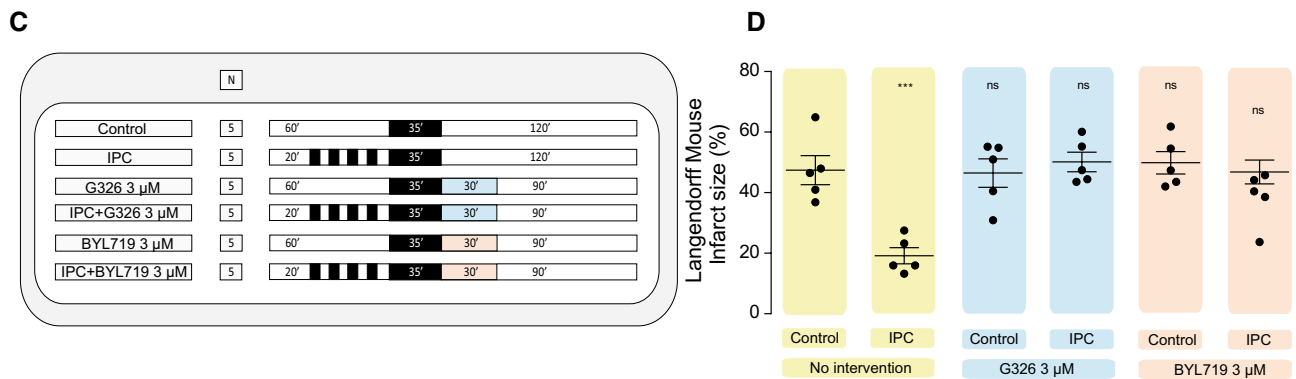 C
N
Control 5 60’ 35’ 120’
IPC 5 20’ 35’ 120’
G326 3 µM 5 60’ 35’ 30’ 90’
IPC+G326 3 µM 5 20’ 35’ 30’ 90’
BYL719 3 µM 5 60’ 35’ 30’ 90’
IPC+BYL719 3 µM 5 20’ 35’ 30’ 90’
D
Langendorff Mouse
Infarct size (%)
80
60
40
20
0
*** ns ns ns ns
Control IPC Control IPC Control IPC
No intervention G326 3 µM BYL719 3 µM